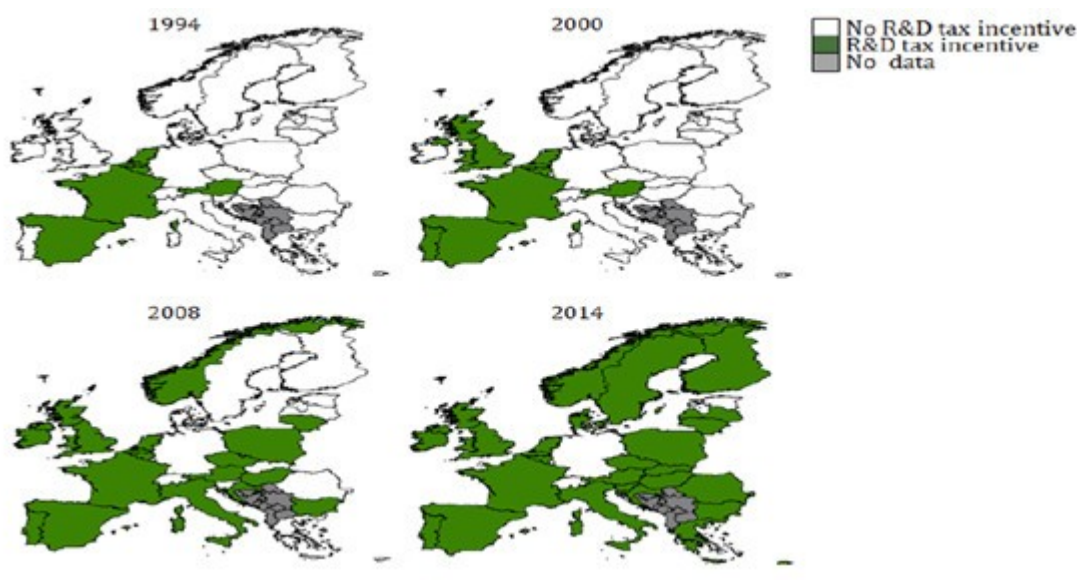 1994
2000
No R&D tax incentive
R&D tax incentive
No data
2008
2014